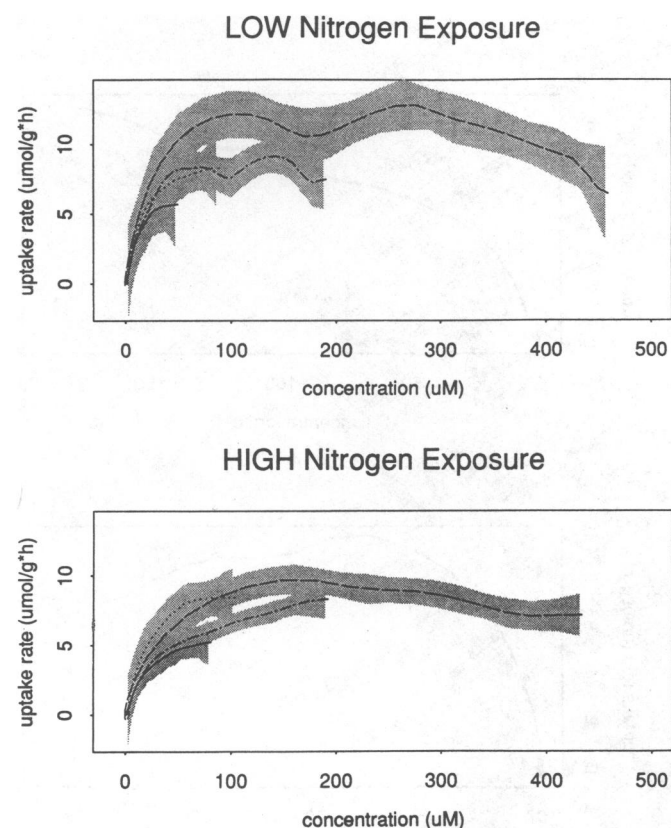 LOW Nitrogen Exposure
uptake rate (umol/g*h)
10
5
0
0 100 200 300 400 500
concentration (uM)
HIGH Nitrogen Exposure
uptake rate (umol/g*h)
10
5
0
0 100 200 300 400 500
concentration (uM)